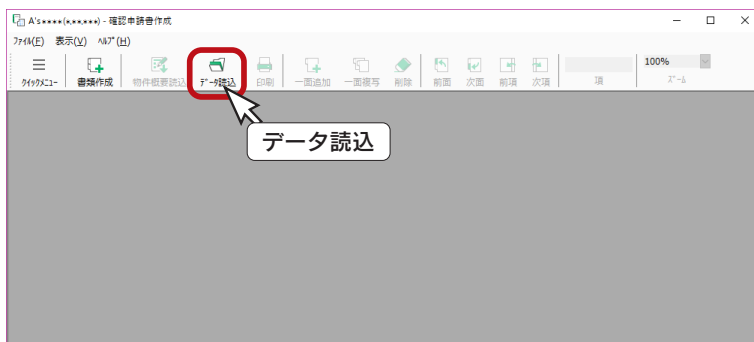 A's****(*,**,***) - 確認申請書作成
ﾌｧｲﾙ(F) 表示(V) ﾍﾙﾌﾟ(H)
ｸｲｯｸﾒﾆｭｰ 書類作成 物件概要読込 ﾃﾞｰﾀ読込 印刷 一面追加 一面複写 削除 前面 次面 前項 次項 項 100% ｽﾞｰﾑ
データ読込